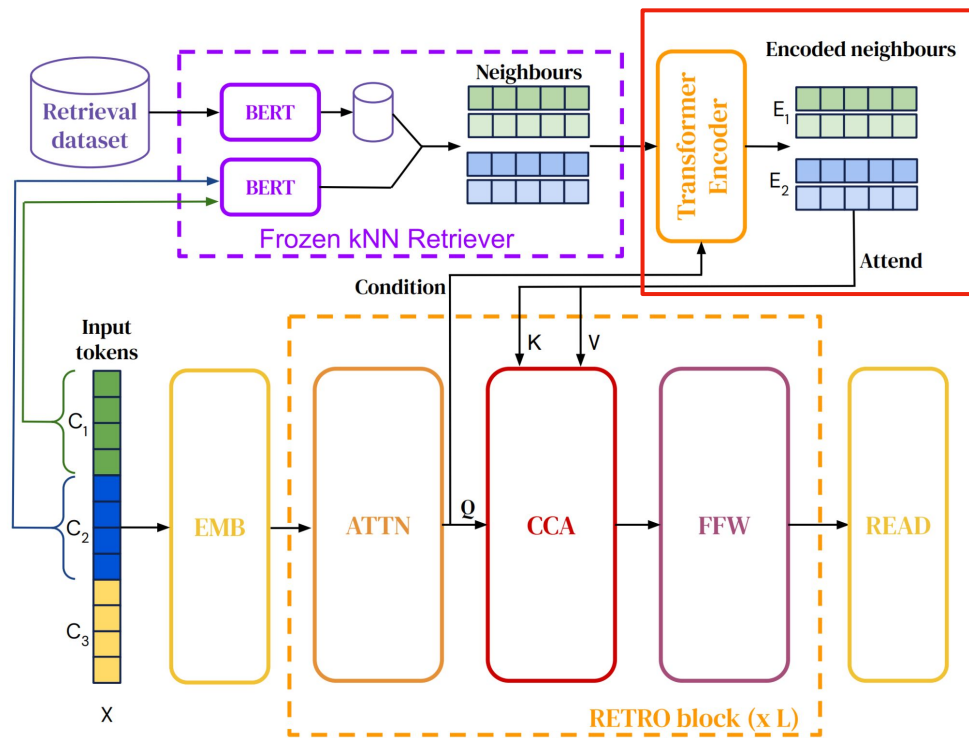 Retrieval
dataset
BERT
BERT
Neighbours
Frozen kNN Retriever
Transformer
Encoder
Encoded neighbours
E₁
E₂
Condition
Attend
Input
tokens
K
V
C₁
C₂
C₃
X
EMB
ATTN
Q
CCA
FFW
READ
RETRO block (x L)